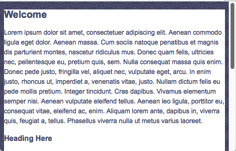 Welcome
Lorem ipsum dolor sit amet, consectetuer adipiscing elit. Aenean commodo
ligula eget dolor. Aenean massa. Cum sociis natoque penatibus et magnis
dis parturient montes, nascetur ridiculus mus. Donec quam felis, ultricies
nec, pellentesque eu, pretium quis, sem. Nulla consequat massa quis enim.
Donec pede justo, fringilla vel, aliquet nec, vulputate eget, arcu. In enim
justo, rhoncus ut, imperdiet a, venenatis vitae, justo. Nullam dictum felis eu
pede mollis pretium. Integer tincidunt. Cras dapibus. Vivamus elementum
semper nisi. Aenean vulputate eleifend tellus. Aenean leo ligula, porttitor eu,
consequat vitae, eleifend ac, enim. Aliquam lorem ante, dapibus in, viverra
quis, feugiat a, tellus. Phasellus viverra nulla ut metus varius laoreet.
Heading Here